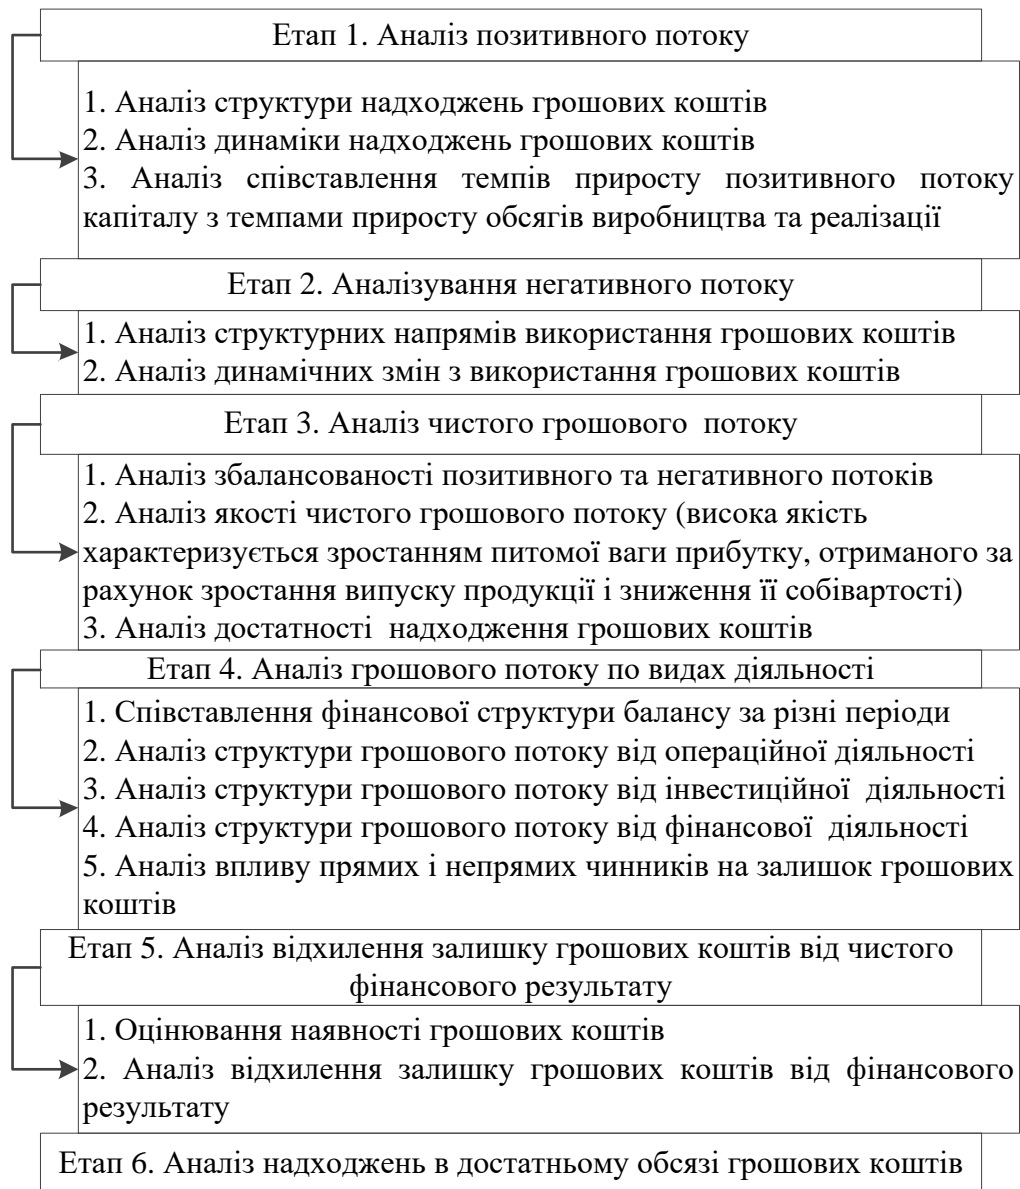 Етап 1. Аналіз позитивного потоку
1. Аналіз структури надходжень грошових коштів
2. Аналіз динаміки надходжень грошових коштів
3. Аналіз співставлення темпів приросту позитивного потоку
капіталу з темпами приросту обсягів виробництва та реалізації
Етап 2. Аналізування негативного потоку
1. Аналіз структурних напрямів використання грошових коштів
2. Аналіз динамічних змін з використання грошових коштів
Етап 3. Аналіз чистого грошового потоку
1. Аналіз збалансованості позитивного та негативного потоків
2. Аналіз якості чистого грошового потоку (висока якість
характеризується зростанням питомої ваги прибутку, отриманого за
рахунок зростання випуску продукції і зниження її собівартості)
3. Аналіз достатності надходження грошових коштів
Етап 4. Аналіз грошового потоку по видах діяльності
1. Співставлення фінансової структури балансу за різні періоди
2. Аналіз структури грошового потоку від операційної діяльності
3. Аналіз структури грошового потоку від інвестиційної діяльності
4. Аналіз структури грошового потоку від фінансової діяльності
5. Аналіз впливу прямих і непрямих чинників на залишок грошових
коштів
Етап 5. Аналіз відхилення залишку грошових коштів від чистого
фінансового результату
1. Оцінювання наявності грошових коштів
2. Аналіз відхилення залишку грошових коштів від фінансового
результату
Етап 6. Аналіз надходжень в достатньому обсязі грошових коштів